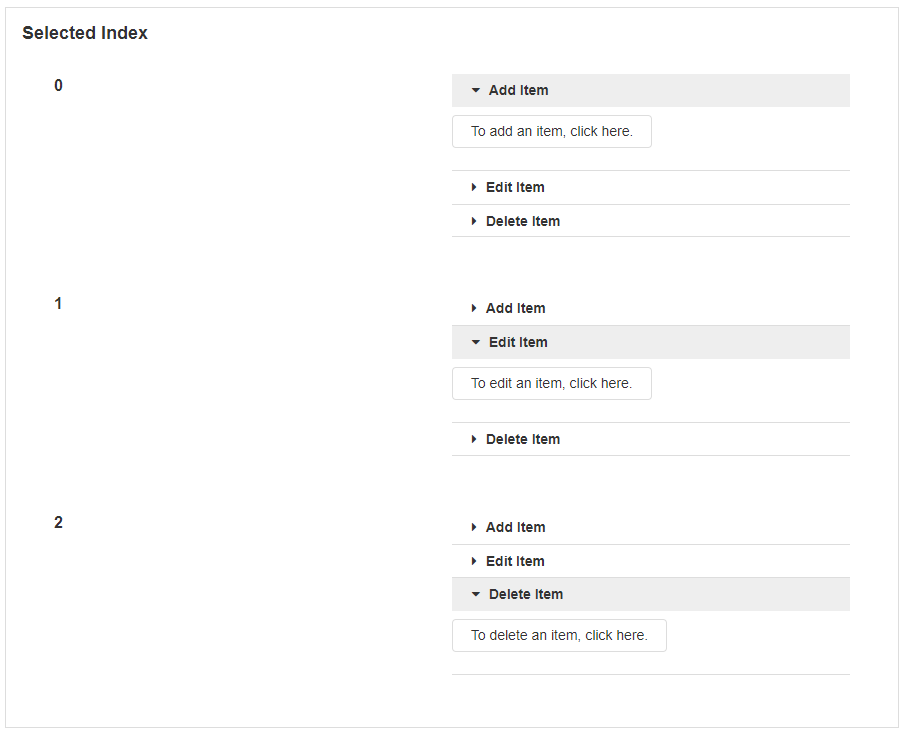 Selected Index
0
Add Item
To add an item, click here.
Edit Item
Delete Item
1
Add Item
Edit Item
To edit an item, click here.
Delete Item
2
Add Item
Edit Item
Delete Item
To delete an item, click here.